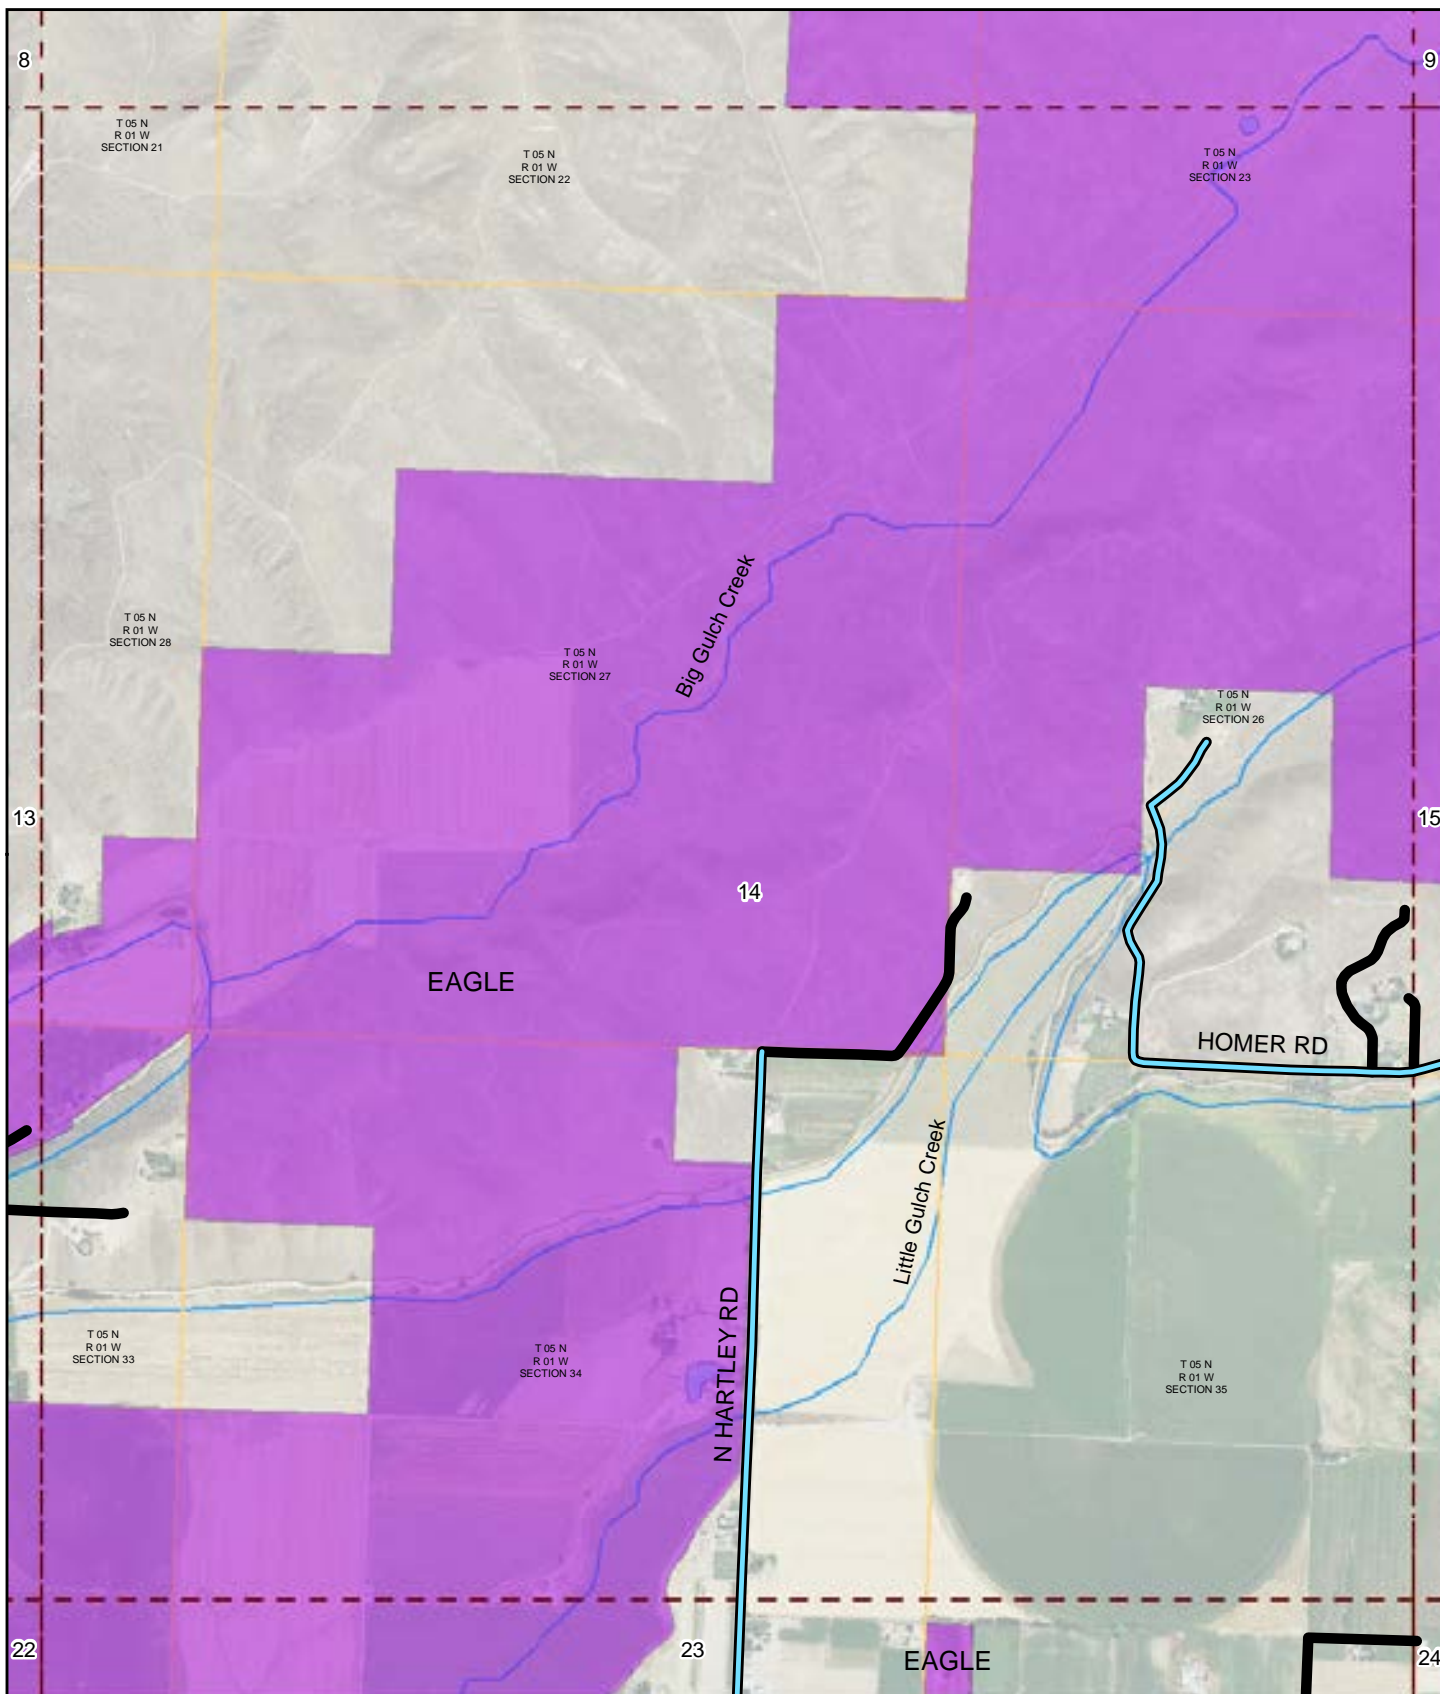 8
9
T 05 N
R 01 W
SECTION 21
T 05 N
R 01 W
SECTION 22
T 05 N
R 01 W
SECTION 23
T 05 N
R 01 W
SECTION 28
T 05 N
R 01 W
SECTION 27
Big Gulch Creek
T 05 N
R 01 W
SECTION 26
13
14
15
EAGLE
HOMER RD
Little Gulch Creek
N HARTLEY RD
T 05 N
R 01 W
SECTION 33
T 05 N
R 01 W
SECTION 34
T 05 N
R 01 W
SECTION 35
22
23
EAGLE
24